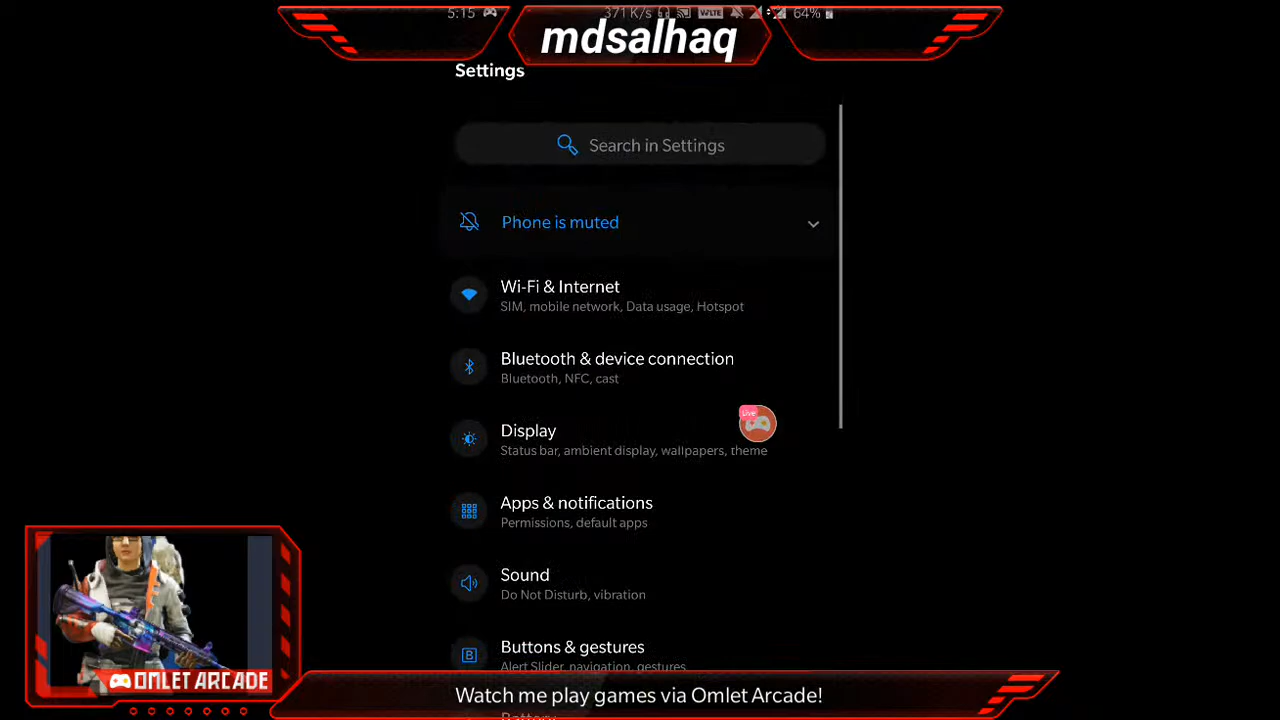 5:15 371 K/s VoLTE 64%
mdsalhaq
Settings
Search in Settings
Phone is muted
Wi-Fi & Internet
SIM, mobile network, Data usage, Hotspot
Bluetooth & device connection
Bluetooth, NFC, cast
Live
Display
Status bar, ambient display, wallpapers, theme
Apps & notifications
Permissions, default apps
Sound
Do Not Disturb, vibration
Buttons & gestures
Alert Slider, navigation, gestures
OMLET ARCADE
Watch me play games via Omlet Arcade!
Battery